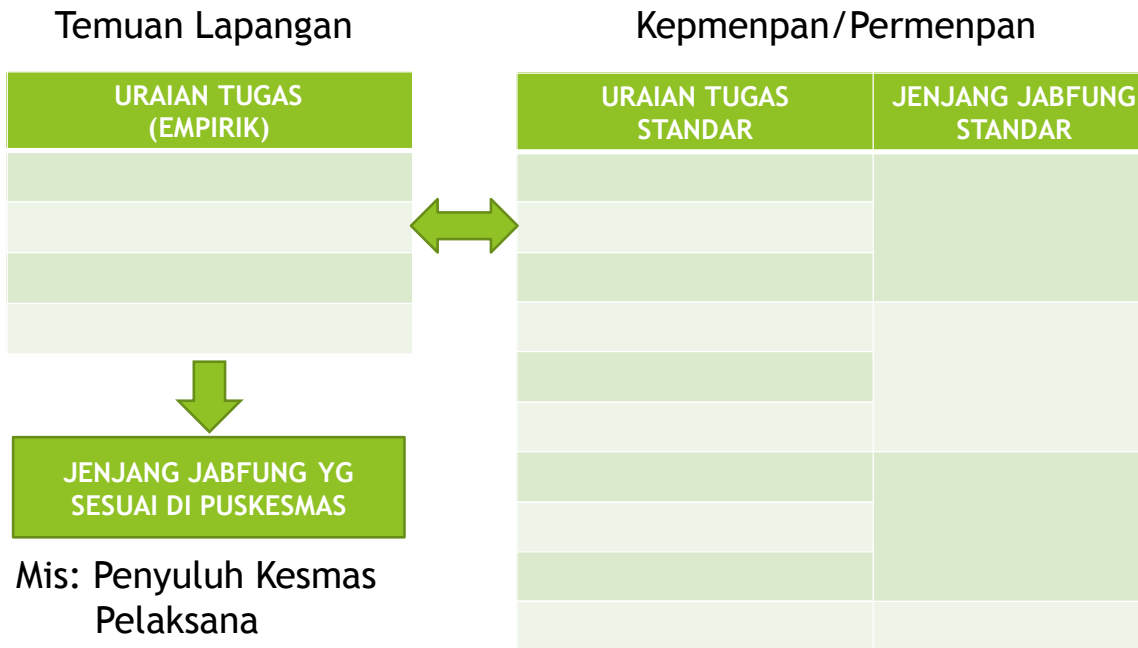 Temuan Lapangan
Kepmenpan/Permenpan
URAIAN TUGAS
(EMPIRIK)
URAIAN TUGAS
STANDAR
JENJANG JABFUNG
STANDAR
JENJANG JABFUNG YG
SESUAI DI PUSKESMAS
Mis: Penyuluh Kesmas
Pelaksana